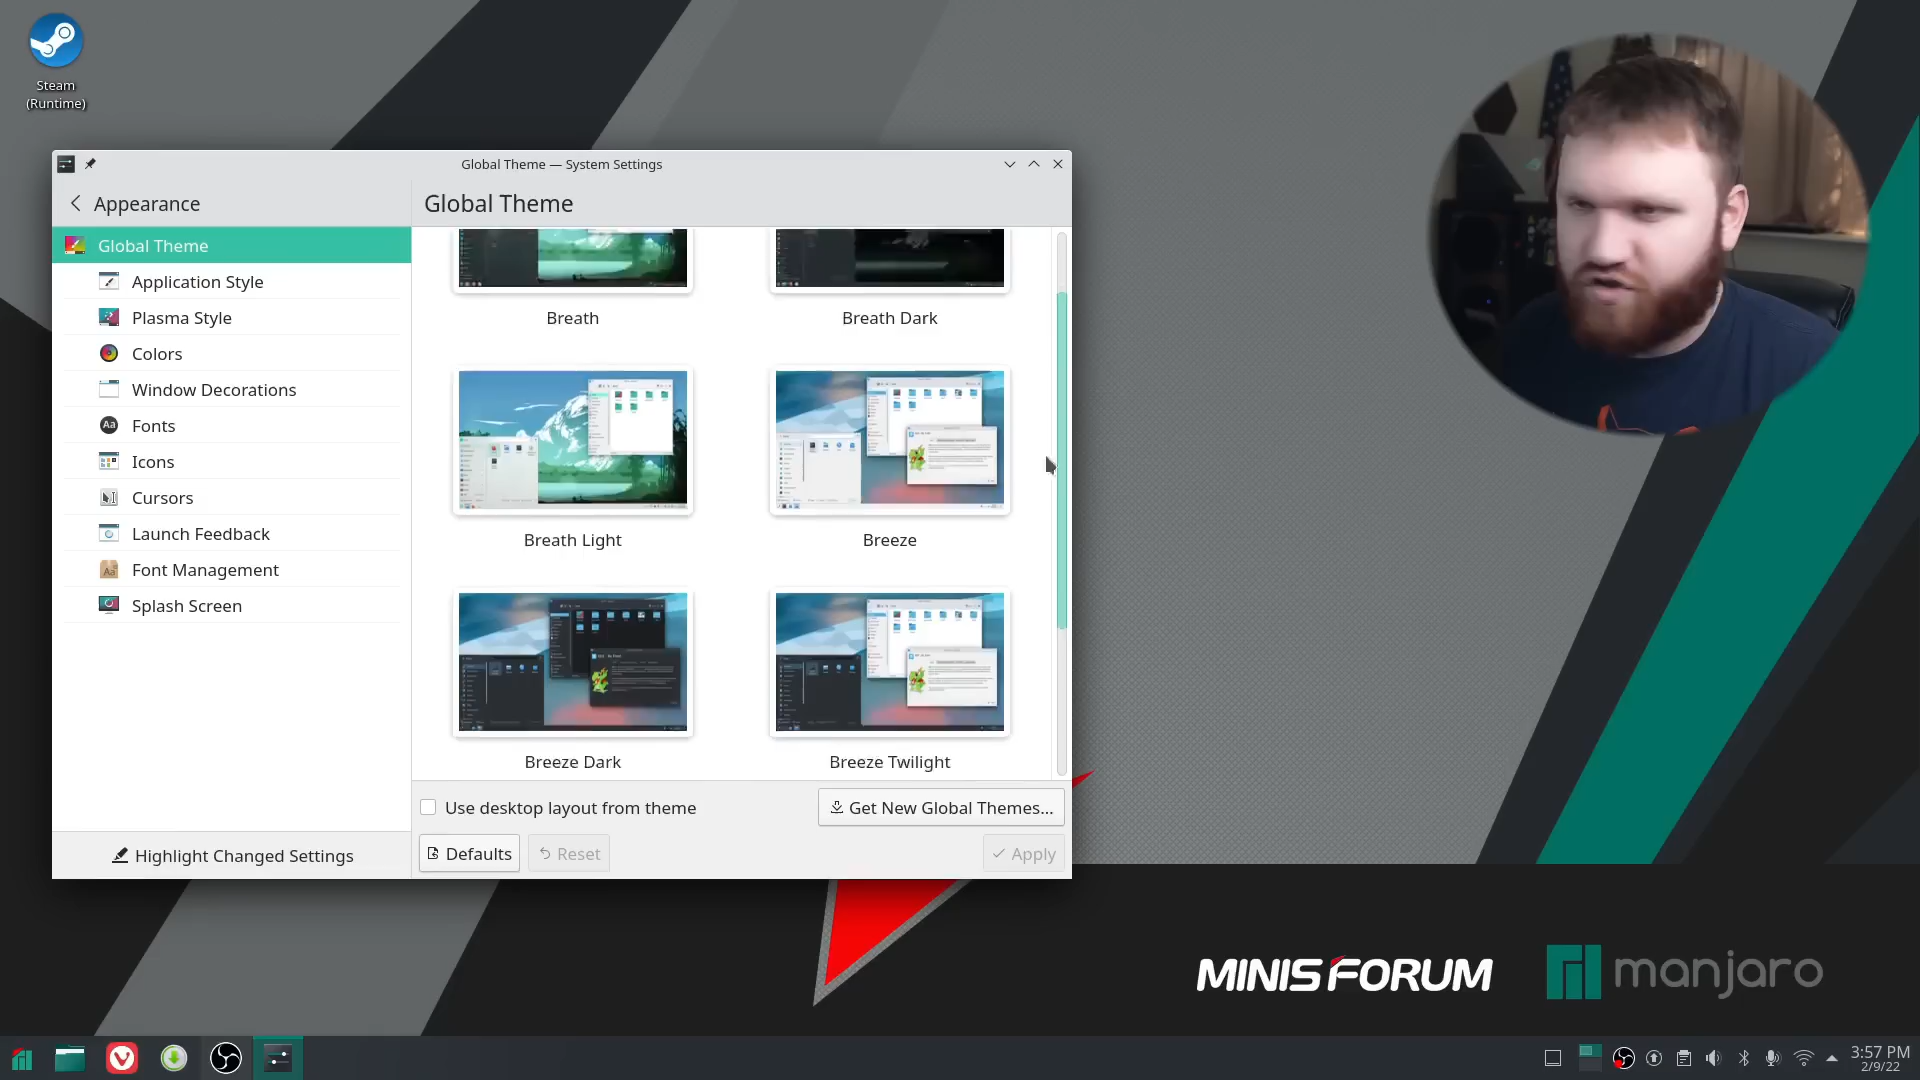 Steam
(Runtime)
Global Theme — System Settings
Appearance
Global Theme
Global Theme
Application Style
Plasma Style
Colors
Window Decorations
Fonts
Icons
Cursors
Launch Feedback
Font Management
Splash Screen
Breath
Breath Dark
Breath Light
Breeze
Breeze Dark
Breeze Twilight
Use desktop layout from theme
Get New Global Themes...
Highlight Changed Settings
Defaults
Reset
Apply
MINISFORUM
manjaro
3:57 PM
2/9/22